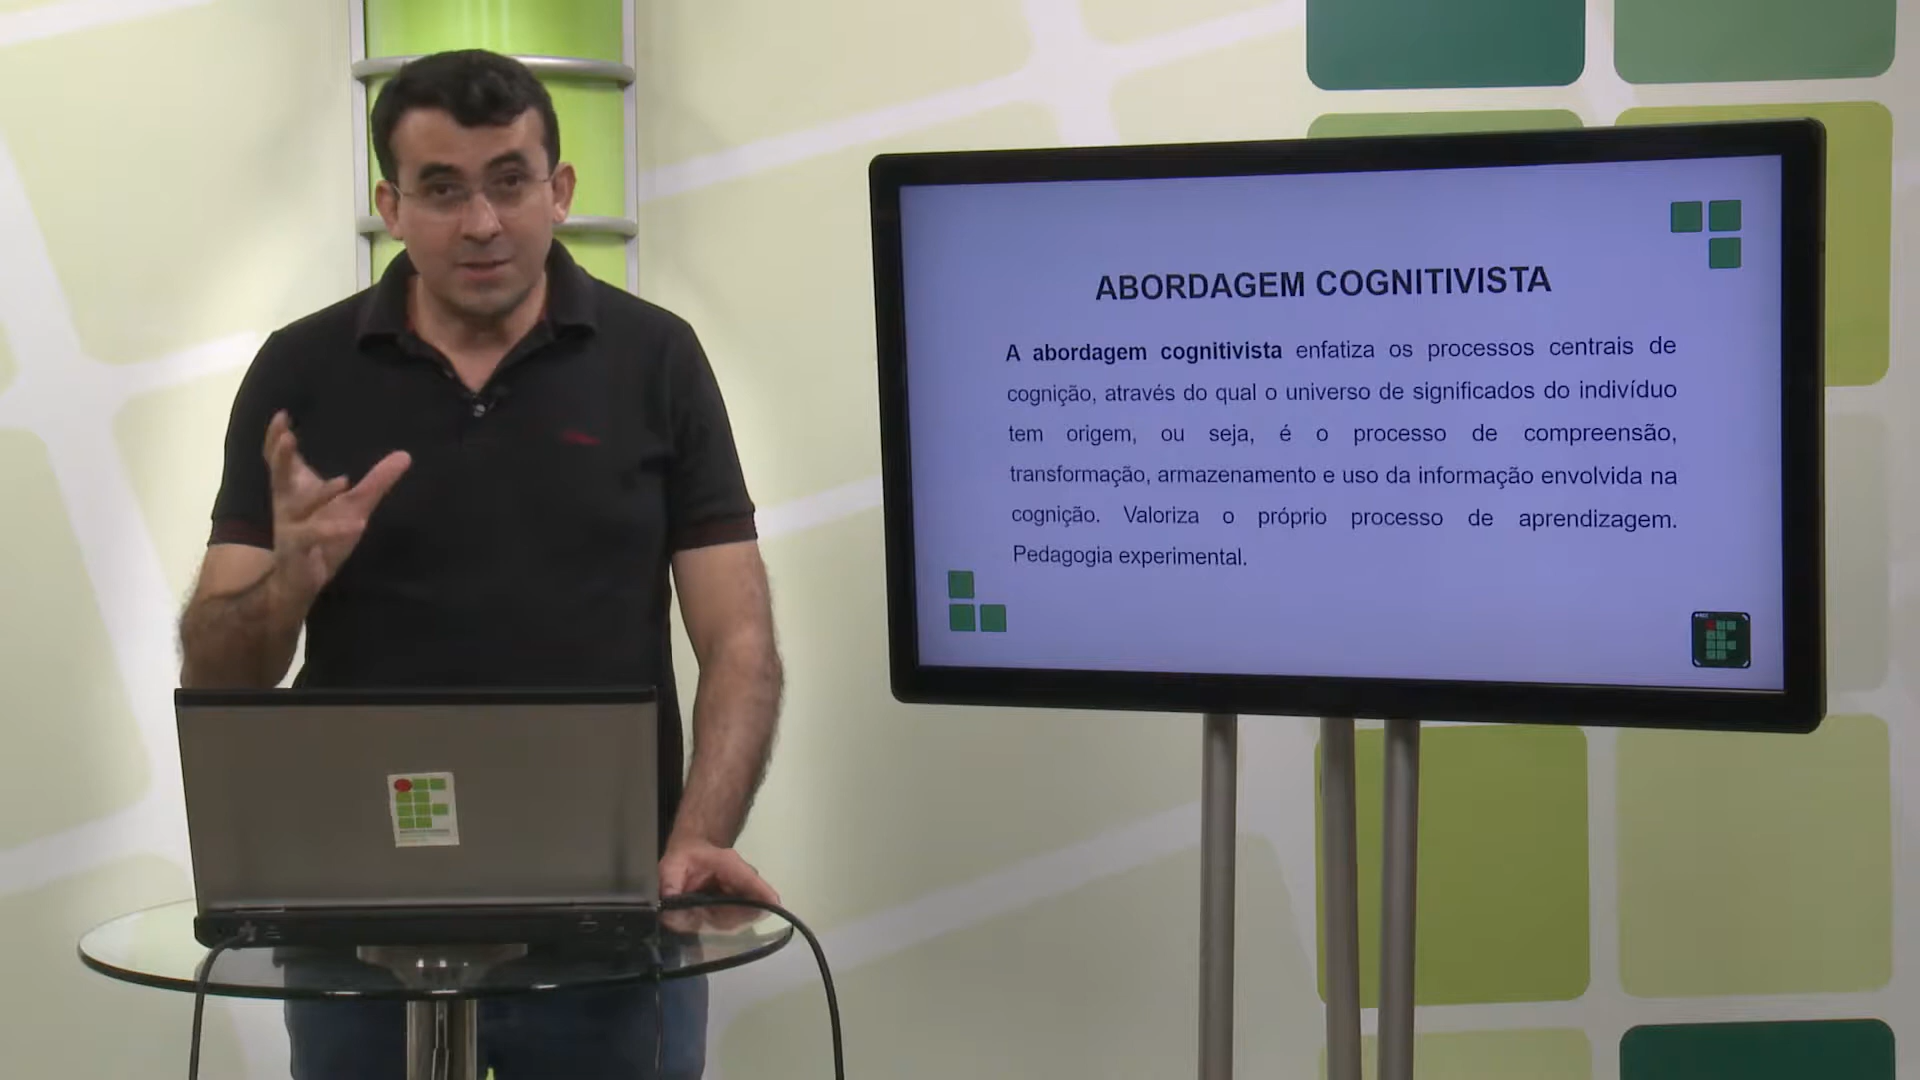 ABORDAGEM COGNITIVISTA
A abordagem cognitivista enfatiza os processos centrais de
cognição, através do qual o universo de significados do indivíduo
tem origem, ou seja, é o processo de compreensão,
transformação, armazenamento e uso da informação envolvida na
cognição. Valoriza o próprio processo de aprendizagem.
Pedagogia experimental.